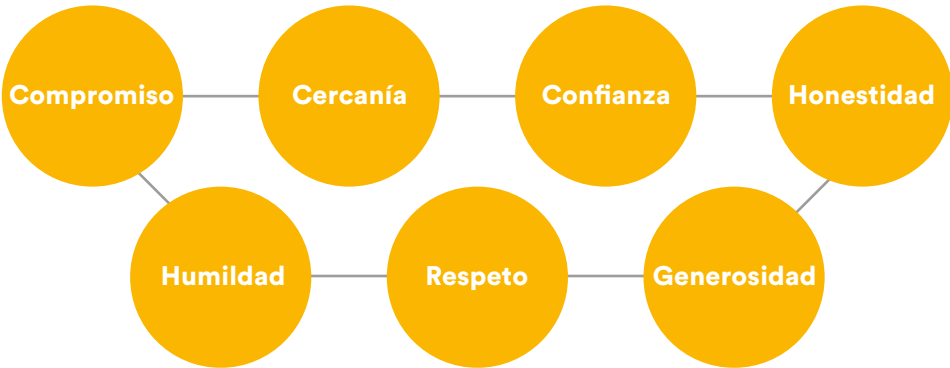 Compromiso
Cercanía
Confianza
Honestidad
Humildad
Respeto
Generosidad